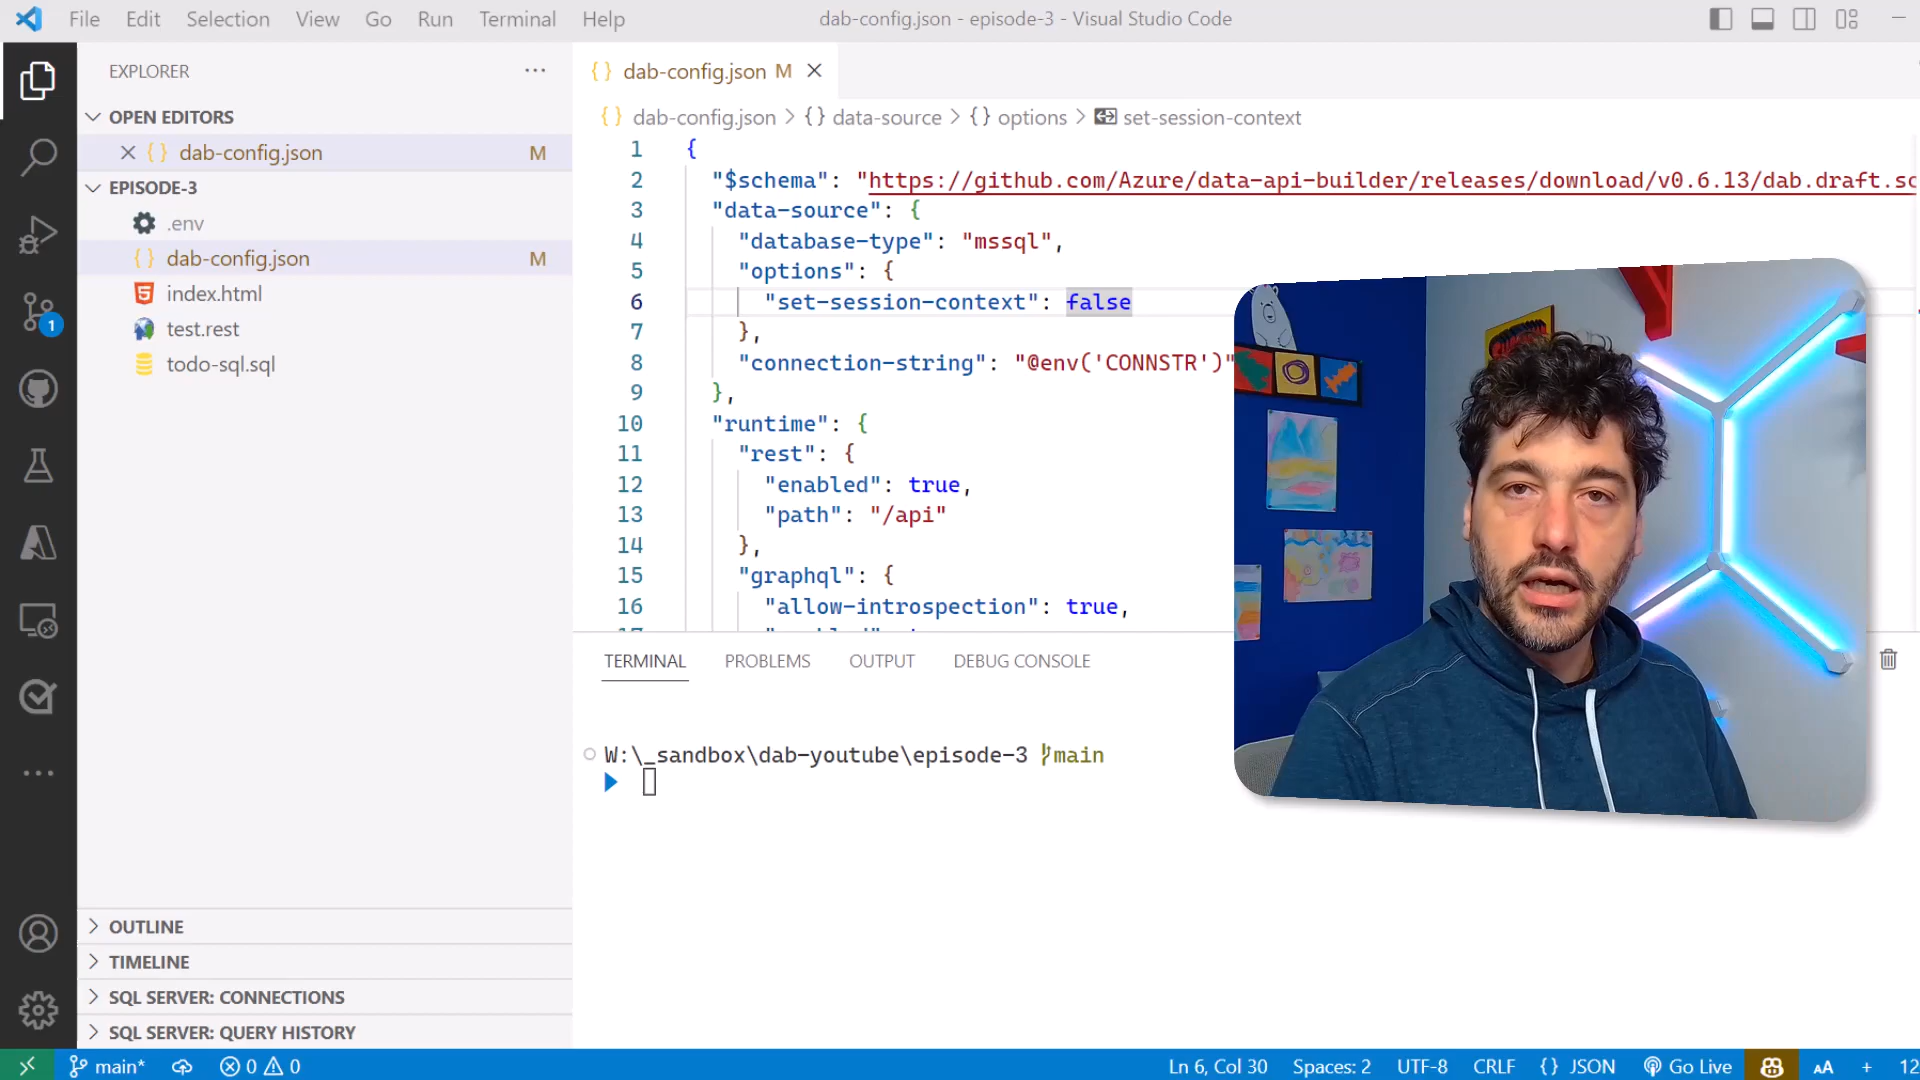 File Edit Selection View Go Run Terminal Help
dab-config.json - episode-3 - Visual Studio Code
EXPLORER
OPEN EDITORS
dab-config.json M
EPISODE-3
.env
dab-config.json M
index.html
test.rest
todo-sql.sql
OUTLINE
TIMELINE
SQL SERVER: CONNECTIONS
SQL SERVER: QUERY HISTORY
1
dab-config.json M
dab-config.json > {} data-source > {} options > set-session-context
1 {
2 "$schema": "https://github.com/Azure/data-api-builder/releases/download/v0.6.13/dab.draft.sc
3 "data-source": {
4 "database-type": "mssql",
5 "options": {
6 "set-session-context": false
7 },
8 "connection-string": "@env('CONNSTR')"
9 },
10 "runtime": {
11 "rest": {
12 "enabled": true,
13 "path": "/api"
14 },
15 "graphql": {
16 "allow-introspection": true,
TERMINAL PROBLEMS OUTPUT DEBUG CONSOLE
W:\_sandbox\dab-youtube\episode-3 main
main* 0 0
Ln 6, Col 30 Spaces: 2 UTF-8 CRLF {} JSON Go Live AA + 12